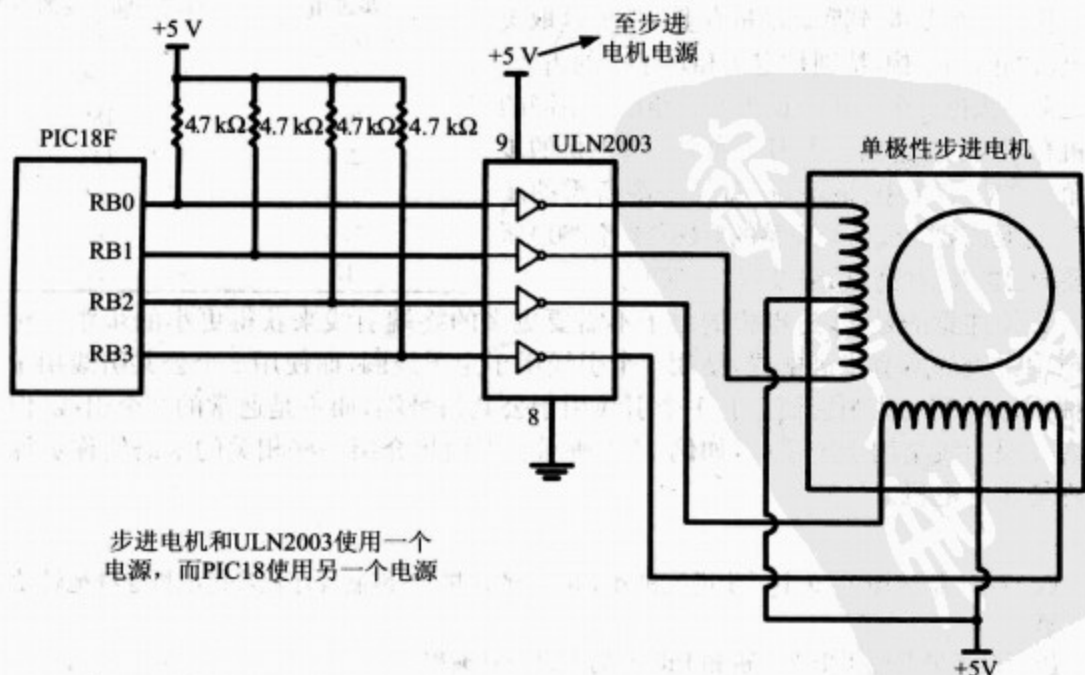 +5 V
+5 V
至步进
电机电源
4.7 kΩ
4.7 kΩ
4.7 kΩ
4.7 kΩ
PIC18F
9
ULN2003
单极性步进电机
RB0
RB1
RB2
RB3
8
步进电机和ULN2003使用一个
电源，而PIC18使用另一个电源
+5V